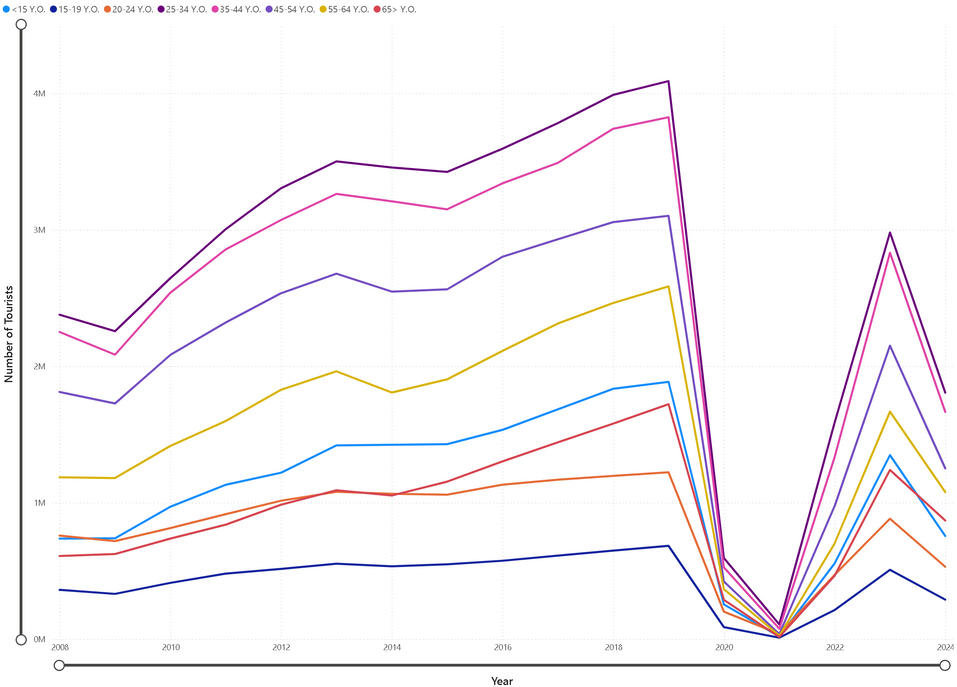 <15 Y.O. 15-19 Y.O. 20-24 Y.O. 25-34 Y.O. 35-44 Y.O. 45-54 Y.O. 55-64 Y.O. 65> Y.O.
4M
3M
2M
1M
0M
Number of Tourists
2008 2010 2012 2014 2016 2018 2020 2022 2024
Year